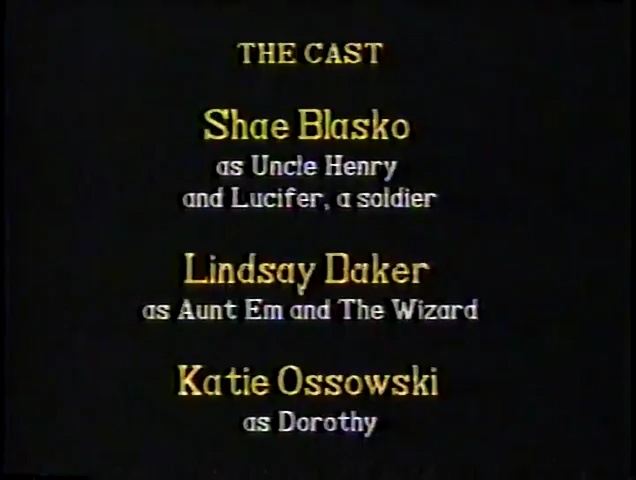 THE CAST
Shae Blasko
as Uncle Henry
and Lucifer, a soldier
Lindsay Daker
as Aunt Em and The Wizard
Katie Ossowski
as Dorothy